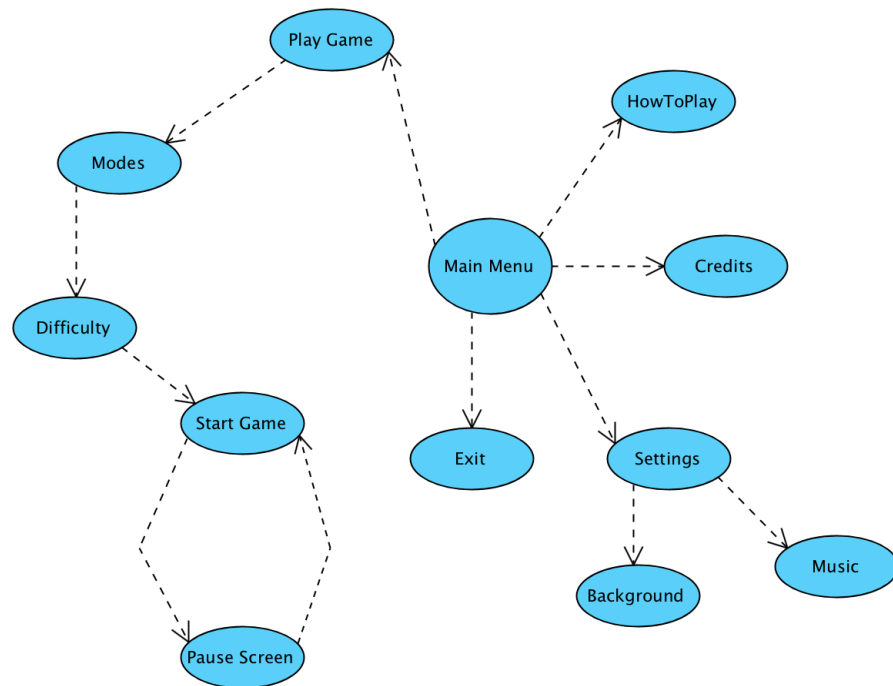 Play Game
HowToPlay
Modes
Main Menu
Credits
Difficulty
Start Game
Exit
Settings
Music
Background
Pause Screen